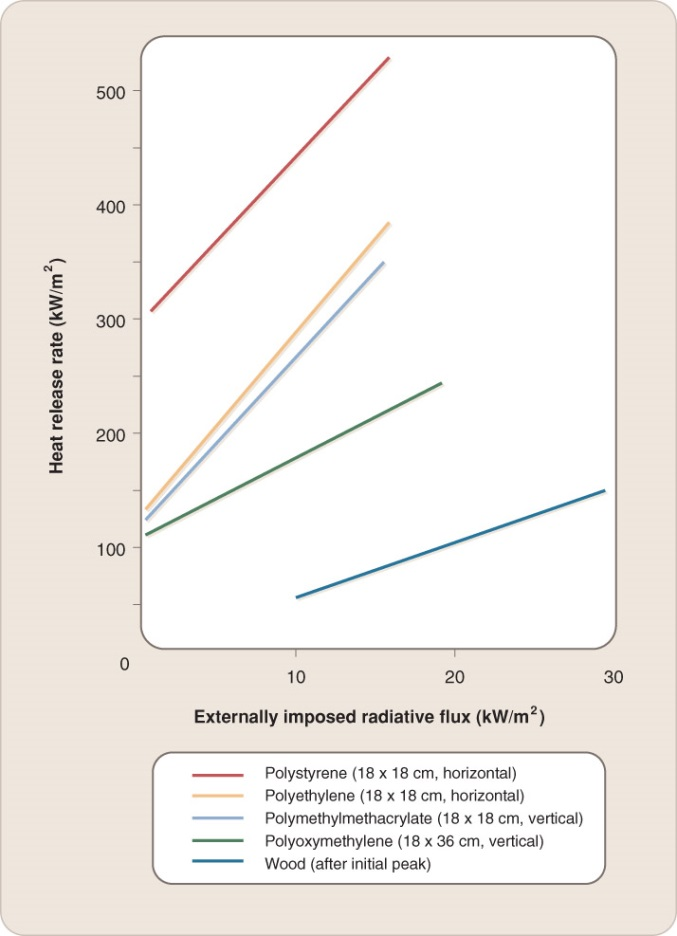 500
400
300
200
100
0
10
20
30
Heat release rate (kW/m²)
Externally imposed radiative flux (kW/m²)
Polystyrene (18 x 18 cm, horizontal)
Polyethylene (18 x 18 cm, horizontal)
Polymethylmethacrylate (18 x 18 cm, vertical)
Polyoxymethylene (18 x 36 cm, vertical)
Wood (after initial peak)